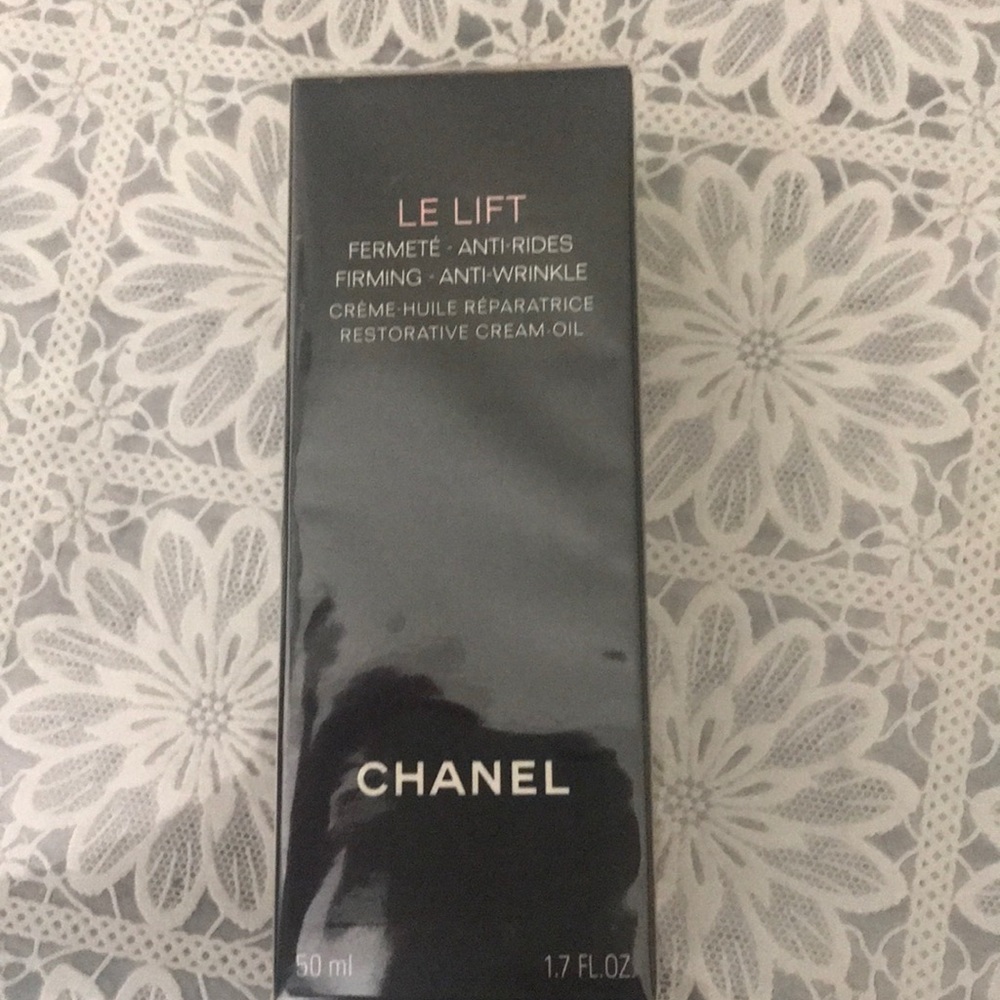 LE LIFT
FERMETÉ - ANTI-RIDES
FIRMING - ANTI-WRINKLE
CRÈME-HUILE RÉPARATRICE
RESTORATIVE CREAM-OIL
CHANEL
50 ml 1.7 FL.OZ.